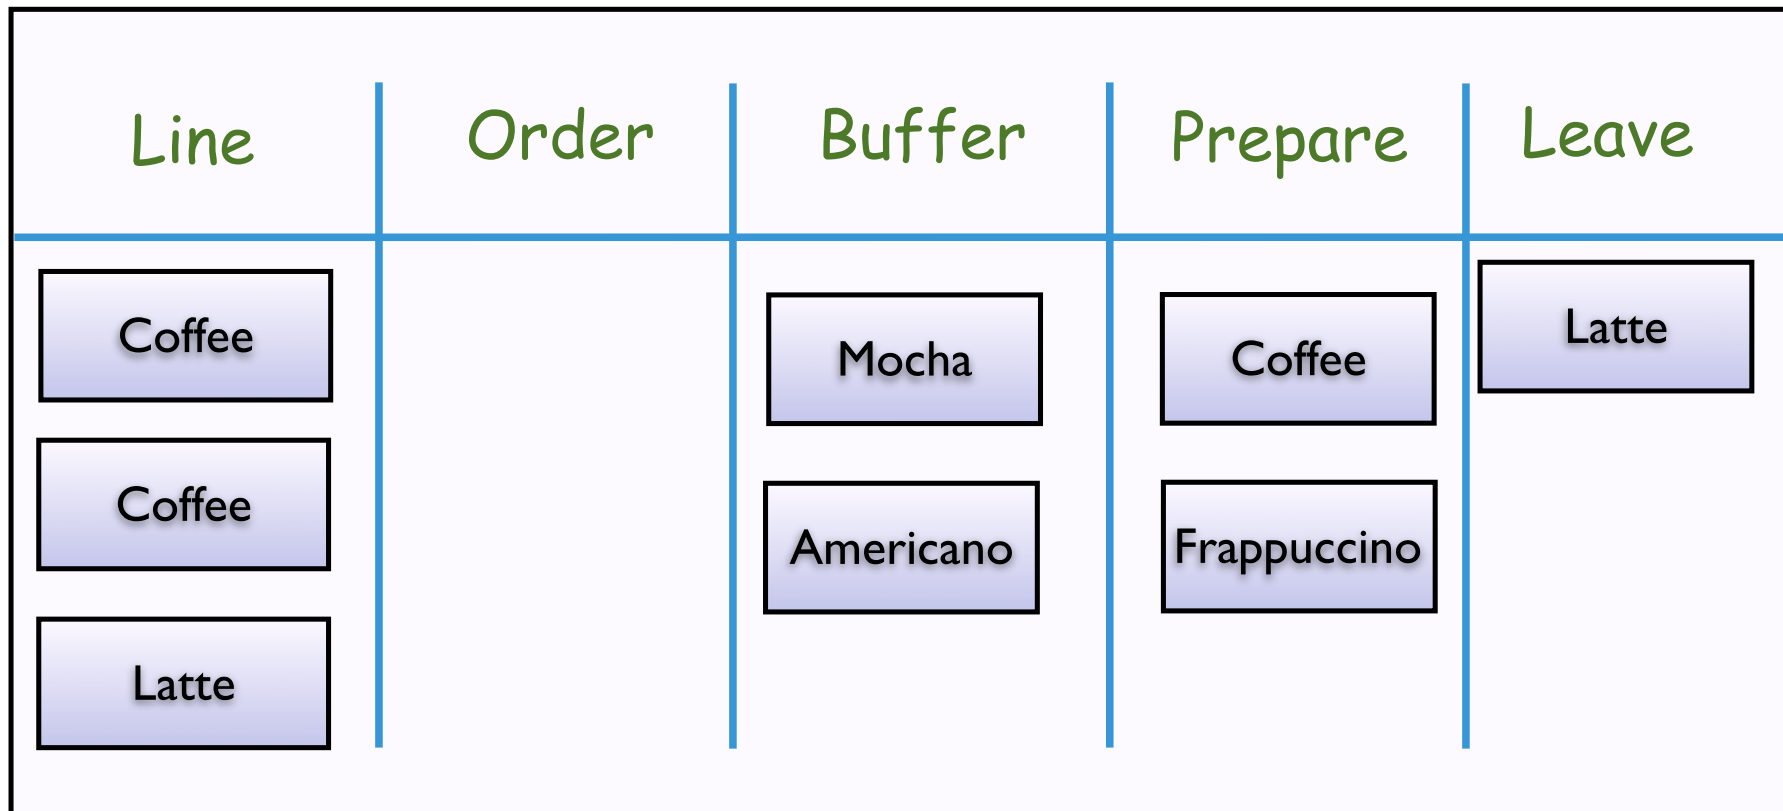 Line
Order
Buffer
Prepare
Leave
Coffee
Coffee
Latte
Mocha
Americano
Coffee
Frappuccino
Latte